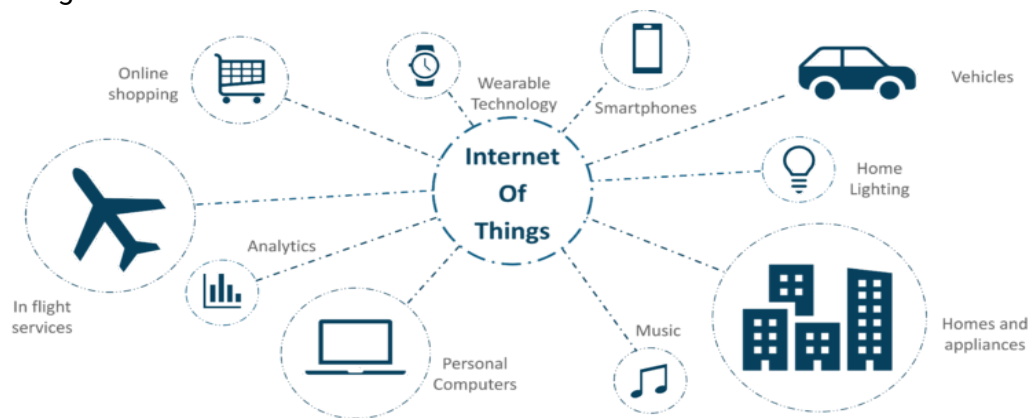 Online
shopping
Wearable
Technology
Smartphones
Vehicles
Internet
Of
Things
Home
Lighting
Analytics
In flight
services
Personal
Computers
Music
Homes and
appliances